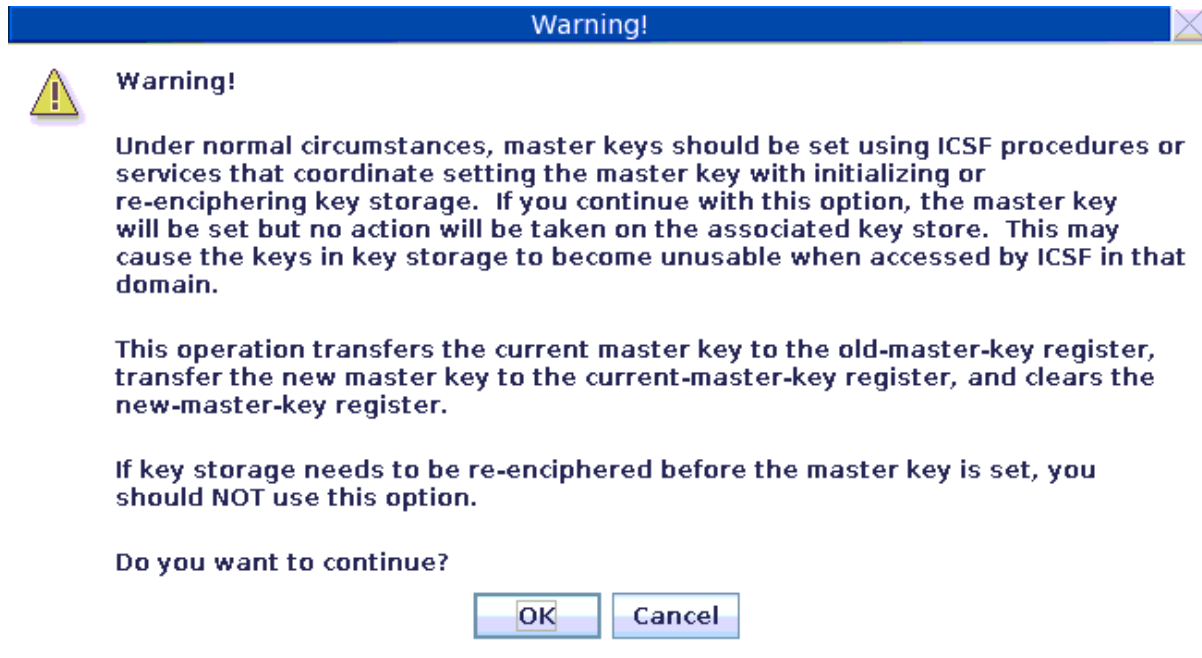 Warning!
Warning!
Under normal circumstances, master keys should be set using ICSF procedures or
services that coordinate setting the master key with initializing or
re-enciphering key storage.  If you continue with this option, the master key
will be set but no action will be taken on the associated key store.  This may
cause the keys in key storage to become unusable when accessed by ICSF in that
domain.
This operation transfers the current master key to the old-master-key register,
transfer the new master key to the current-master-key register, and clears the
new-master-key register.
If key storage needs to be re-enciphered before the master key is set, you
should NOT use this option.
Do you want to continue?
OK Cancel